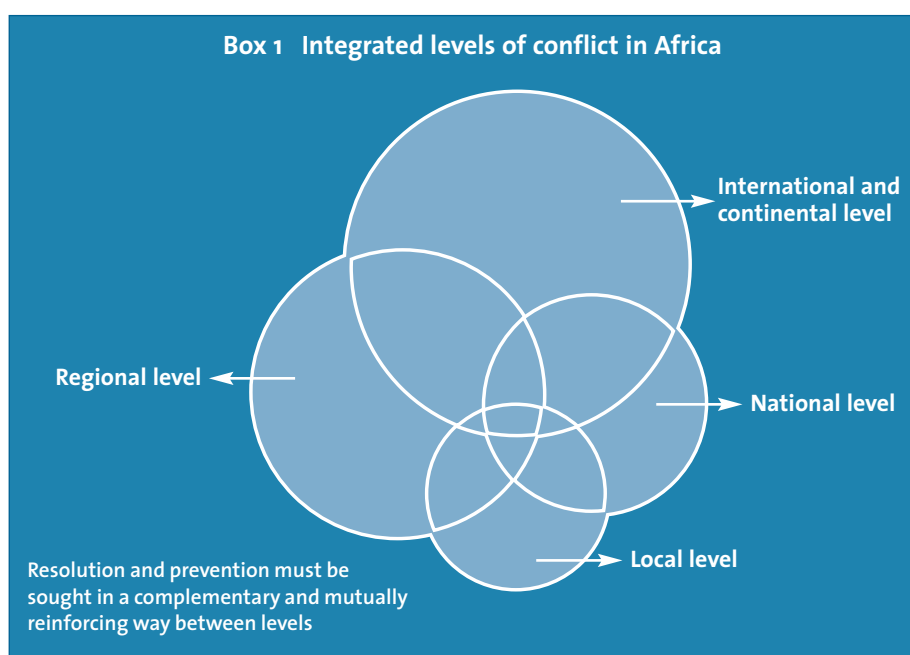 Box 1 Integrated levels of conflict in Africa
International and
continental level
Regional level
National level
Local level
Resolution and prevention must be
sought in a complementary and mutually
reinforcing way between levels